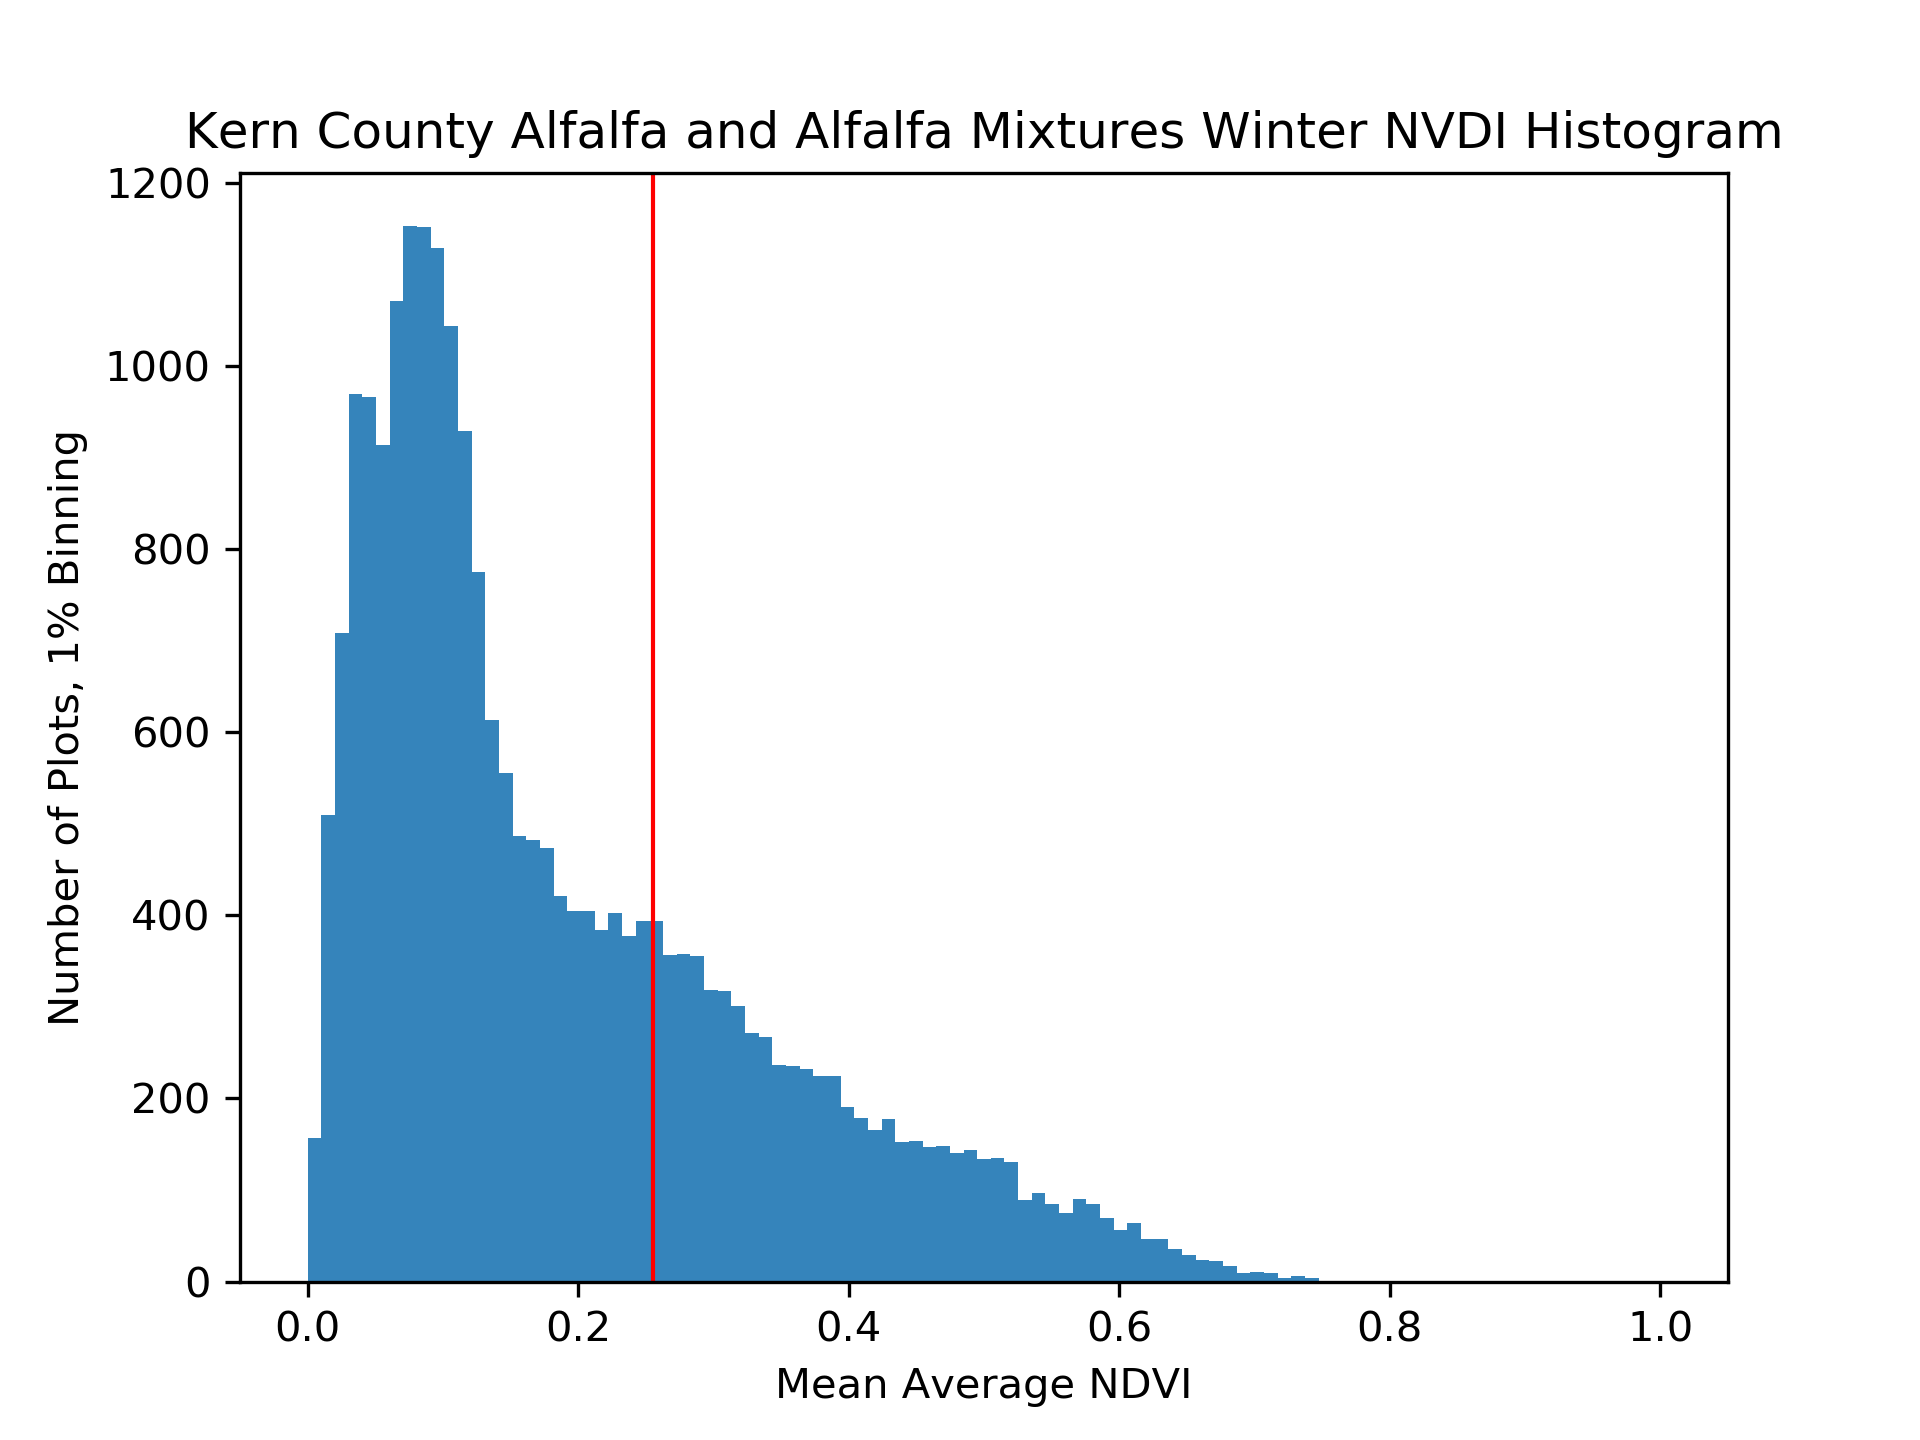 Kern County Alfalfa and Alfalfa Mixtures Winter NVDI Histogram
1200
1000
800
600
400
200
0
Number of Plots, 1% Binning
0.0 0.2 0.4 0.6 0.8 1.0
Mean Average NDVI